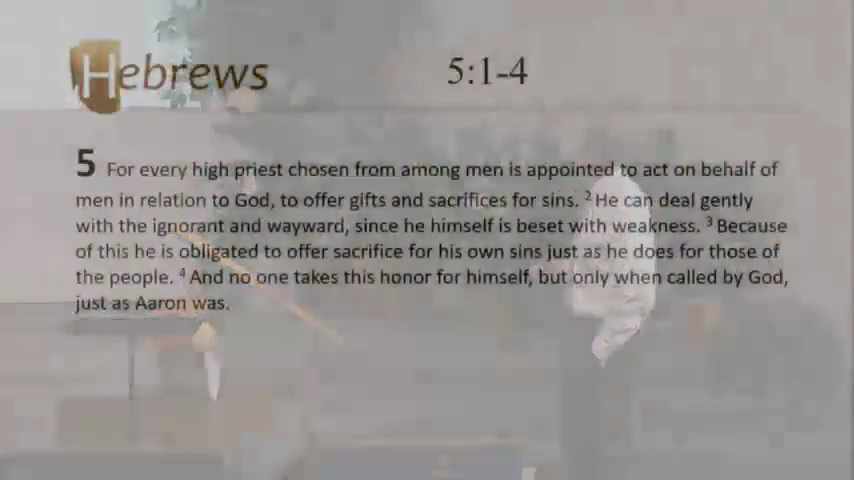 Hebrews 5:1-4
5 For every high priest chosen from among men is appointed to act on behalf of
men in relation to God, to offer gifts and sacrifices for sins. ² He can deal gently
with the ignorant and wayward, since he himself is beset with weakness. ³ Because
of this he is obligated to offer sacrifice for his own sins just as he does for those of
the people. ⁴ And no one takes this honor for himself, but only when called by God,
just as Aaron was.